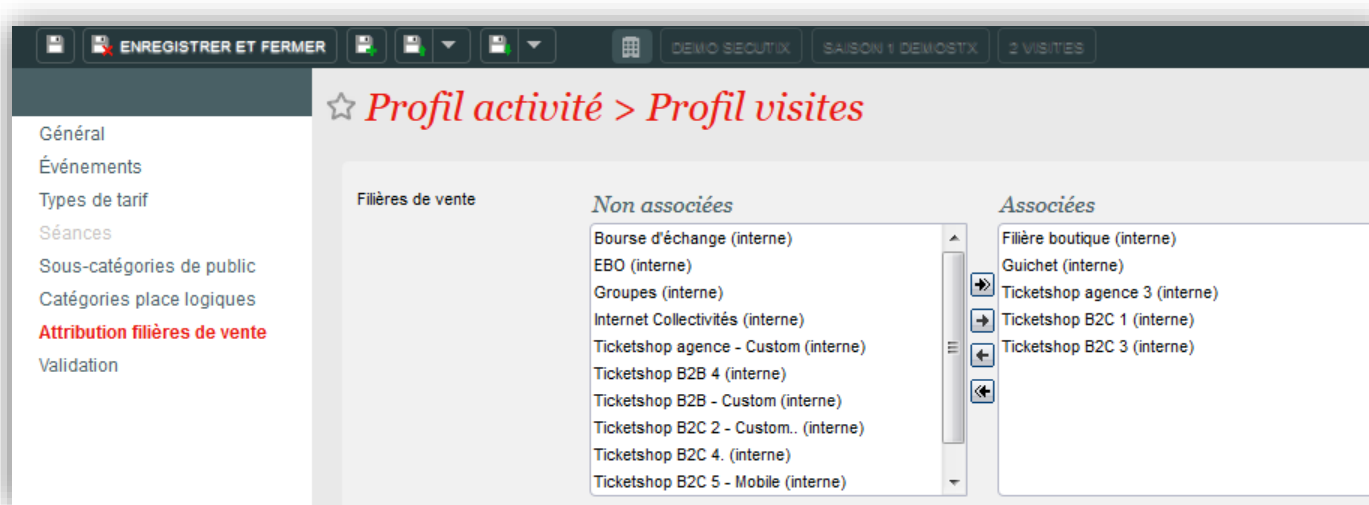 ENREGISTRER ET FERMER
DEMO SECUTIX
SAISON 1 DEMOSTX
2 VISITES
Profil activité > Profil visites
Général
Événements
Types de tarif
Séances
Sous-catégories de public
Catégories place logiques
Attribution filières de vente
Validation
Filières de vente
Non associées
Bourse d'échange (interne)
EBO (interne)
Groupes (interne)
Internet Collectivités (interne)
Ticketshop agence - Custom (interne)
Ticketshop B2B 4 (interne)
Ticketshop B2B - Custom (interne)
Ticketshop B2C 2 - Custom.. (interne)
Ticketshop B2C 4. (interne)
Ticketshop B2C 5 - Mobile (interne)
Associées
Filière boutique (interne)
Guichet (interne)
Ticketshop agence 3 (interne)
Ticketshop B2C 1 (interne)
Ticketshop B2C 3 (interne)